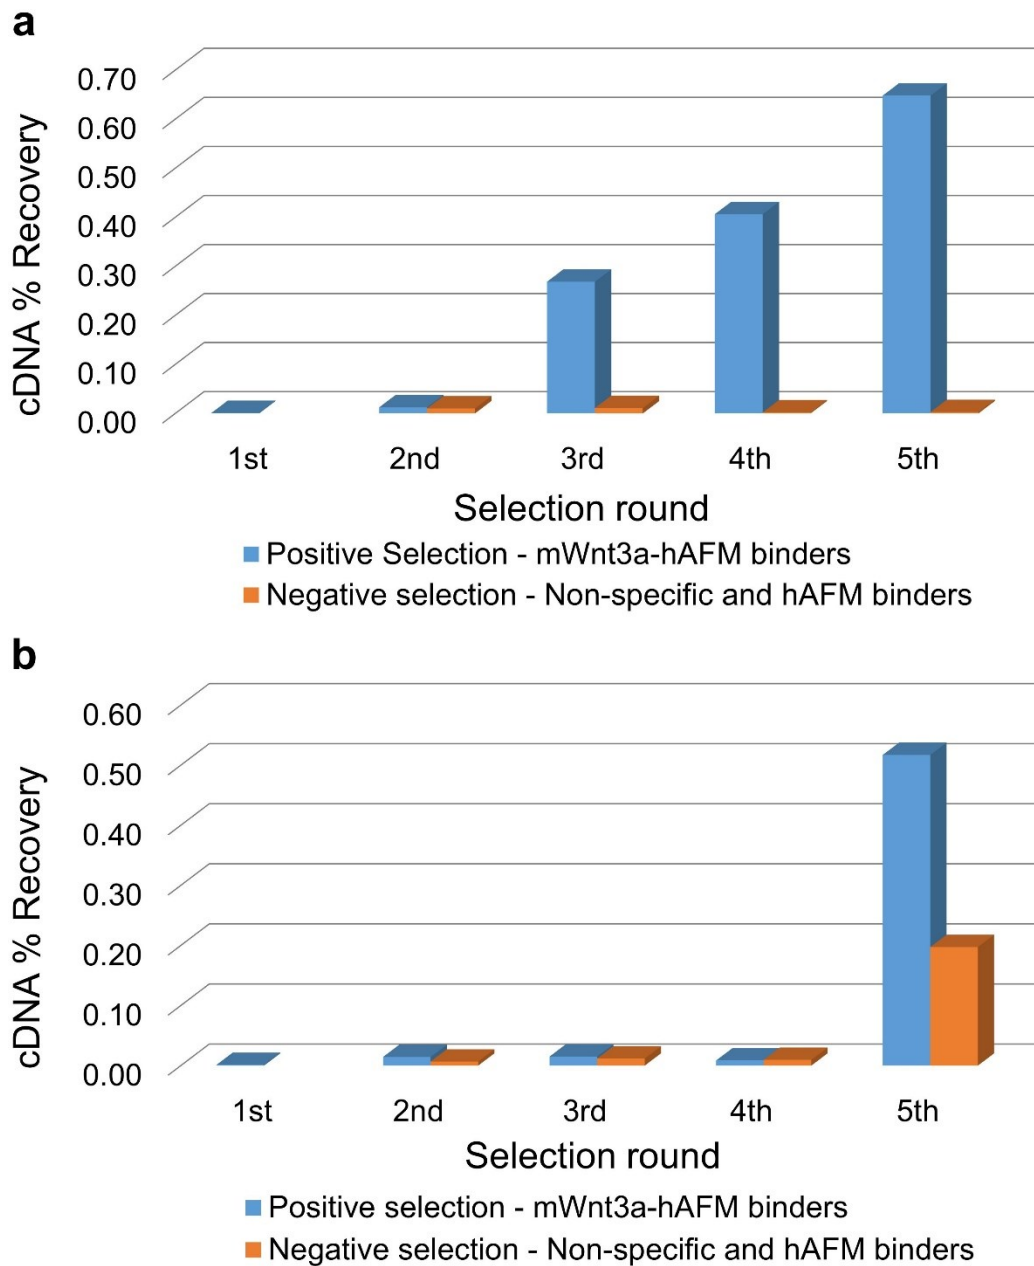 a
cDNA % Recovery
0.70
0.60
0.50
0.40
0.30
0.20
0.10
0.00
1st 2nd 3rd 4th 5th
Selection round
Positive Selection - mWnt3a-hAFM binders
Negative selection - Non-specific and hAFM binders
b
cDNA % Recovery
0.60
0.50
0.40
0.30
0.20
0.10
0.00
1st 2nd 3rd 4th 5th
Selection round
Positive selection - mWnt3a-hAFM binders
Negative selection - Non-specific and hAFM binders